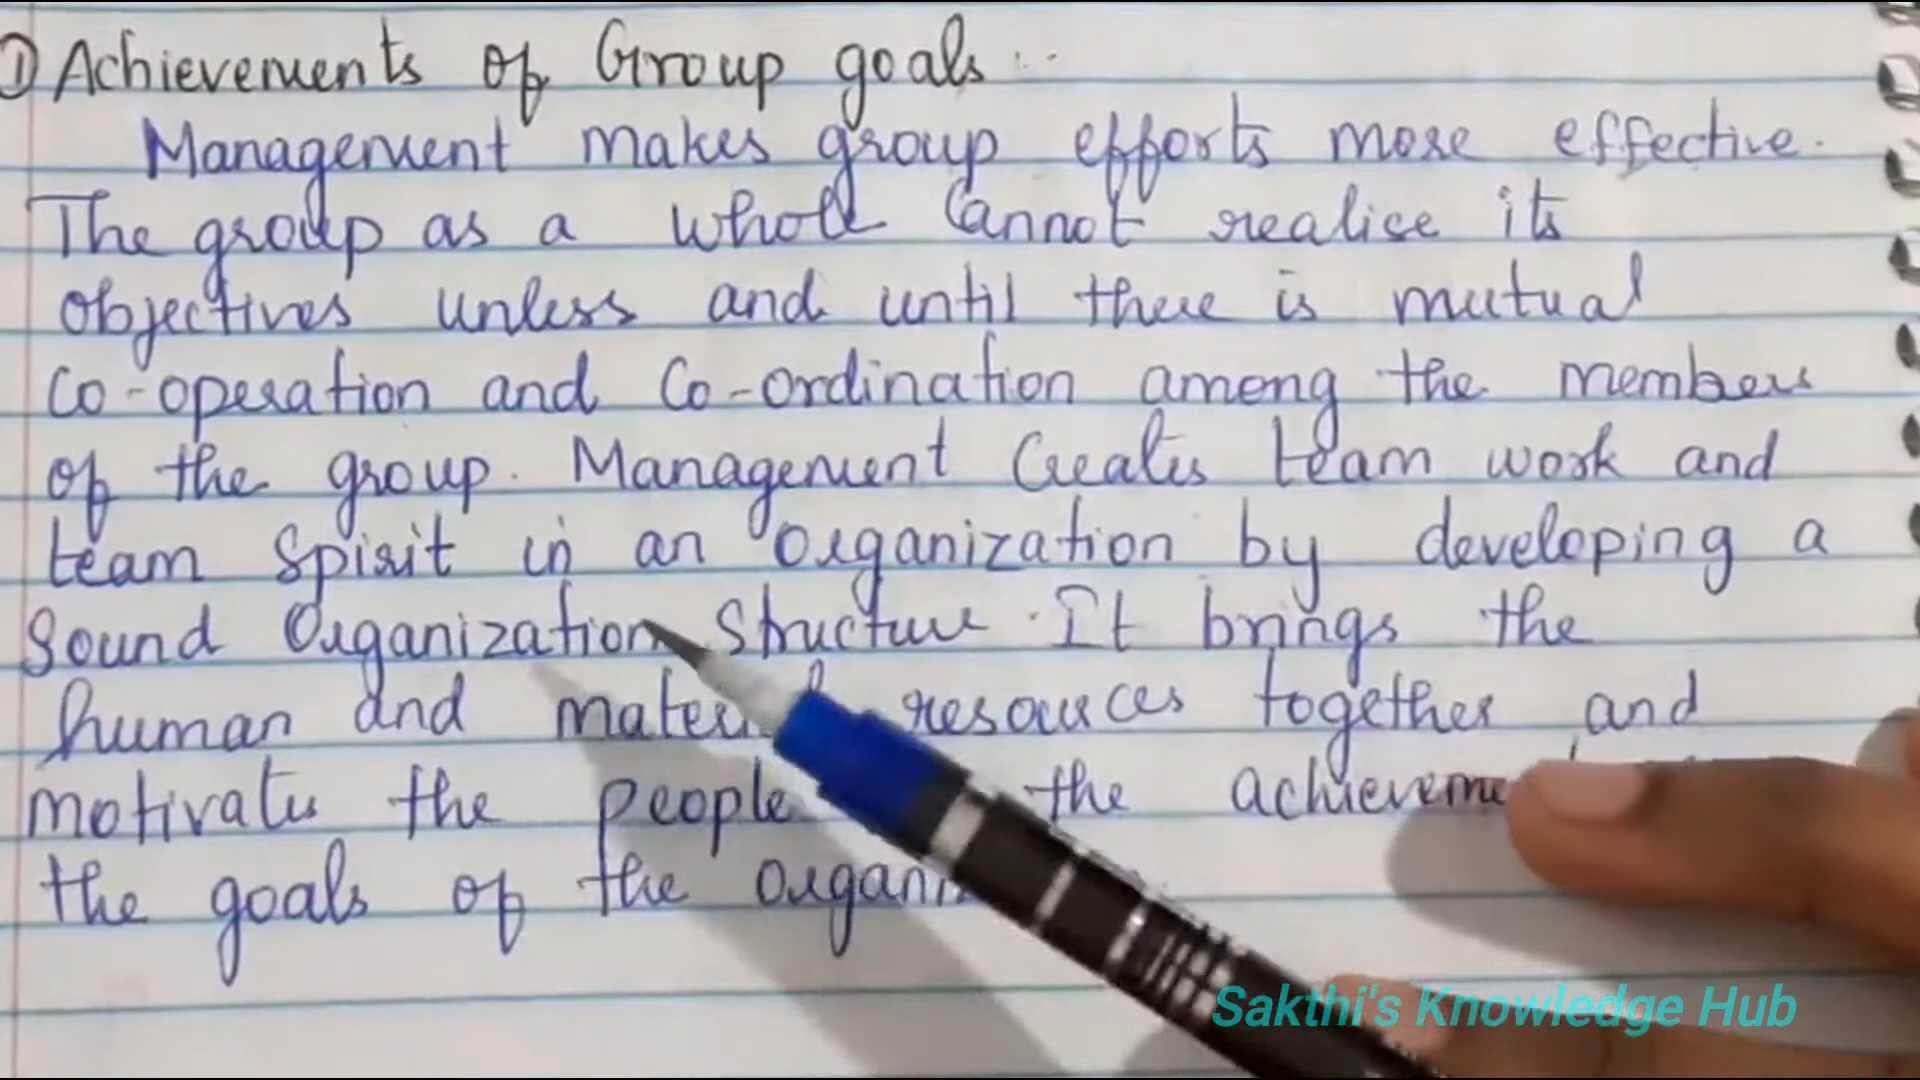 ① Achievements of Group goals
Management makes group efforts more effective.
The group as a whole Cannot realise its
objectives unless and until there is mutual
Co-operation and Co-ordination among the members
of the group. Management Creates team work and
team Spirit in an Organization by developing a
Sound Organization Structure. It brings the
human and resources together and
motivates the people the
the goals of the
Sakthi's Knowledge Hub